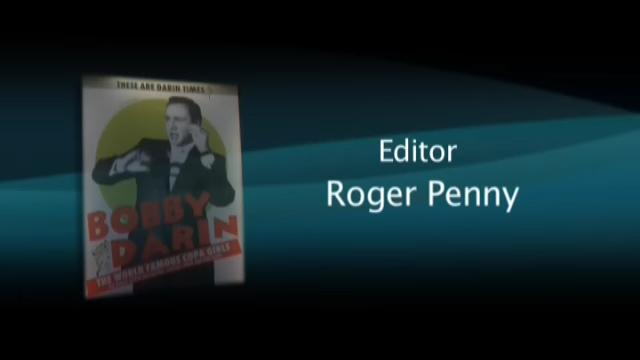 THESE ARE DARIN TIMES
BOBBY
DARIN
THE WORLD FAMOUS COPA GIRLS
Editor
Roger Penny